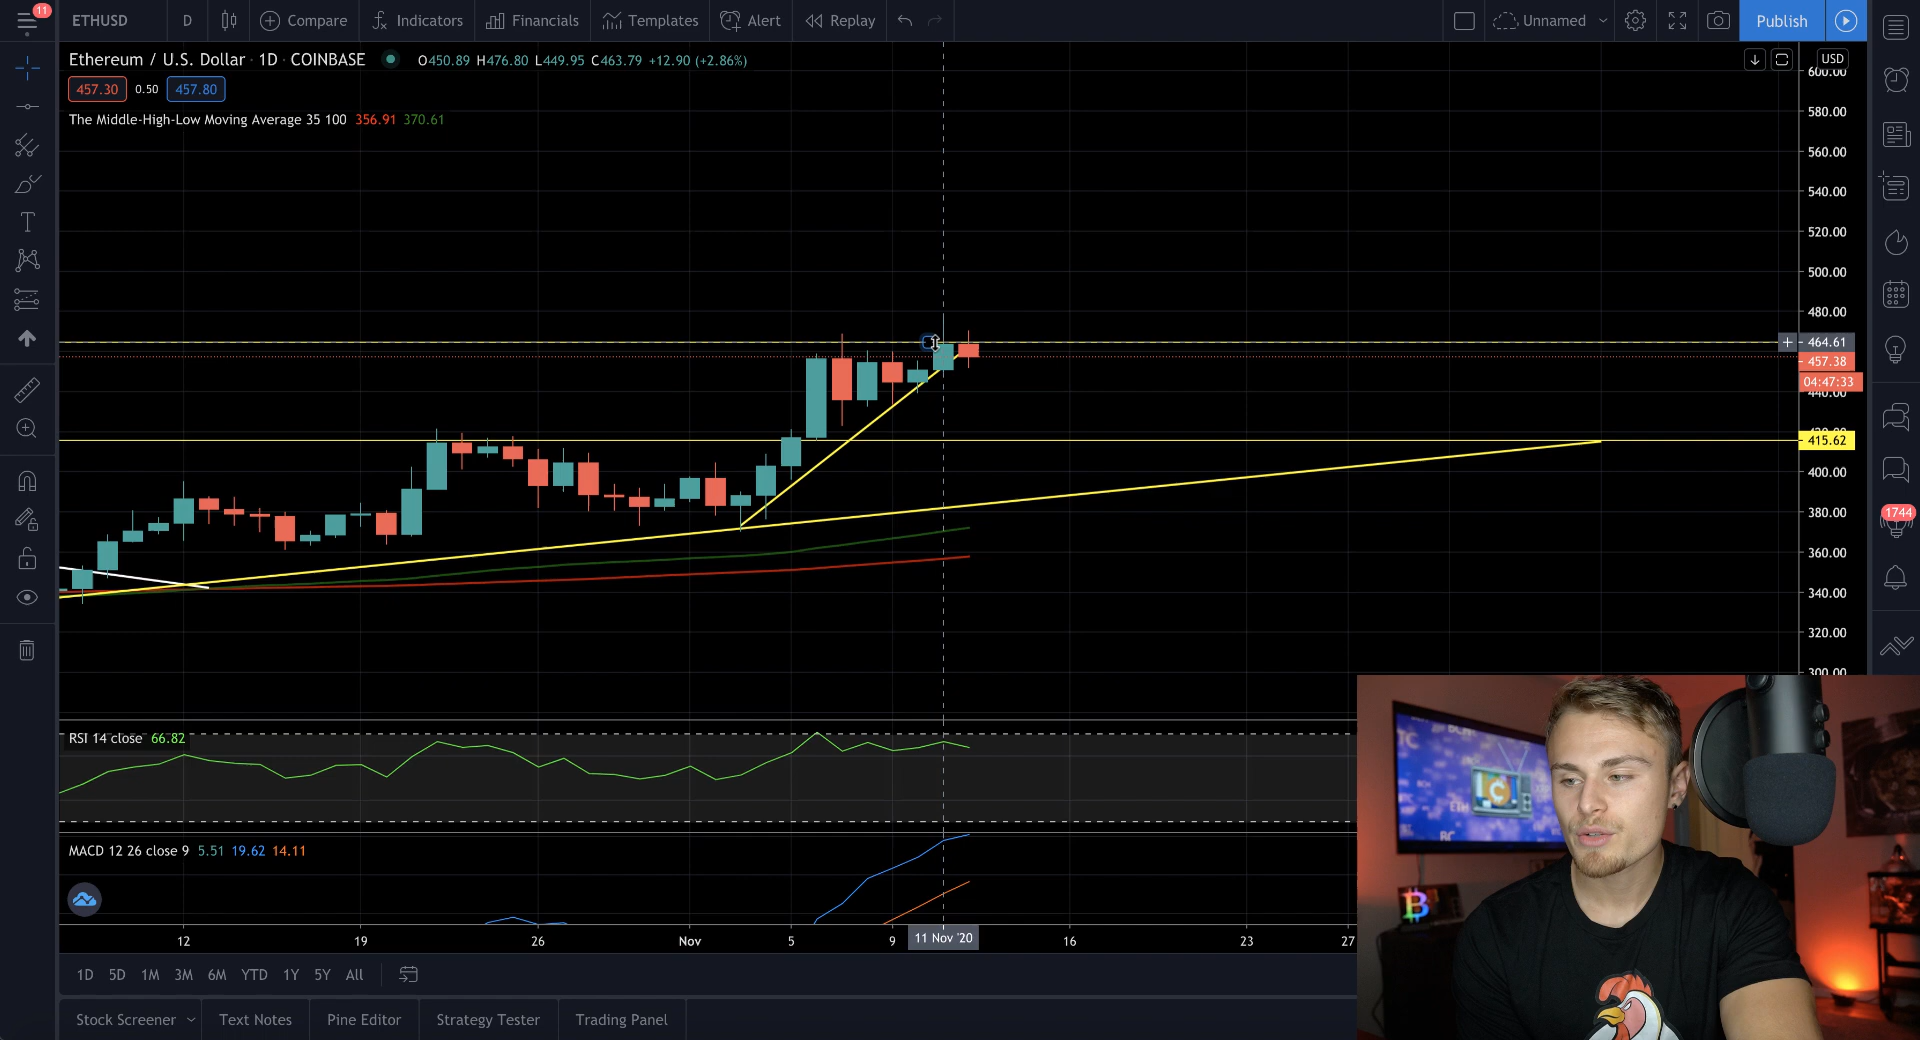 11
ETHUSD
D
Compare
Indicators
Financials
Templates
Alert
Replay
Unnamed
Publish
Ethereum / U.S. Dollar · 1D · COINBASE
O450.89 H476.80 L449.95 C463.79 +12.90 (+2.86%)
USD
457.30 0.50 457.80
The Middle-High-Low Moving Average 35 100 356.91 370.61
600.00
580.00
560.00
540.00
520.00
500.00
480.00
464.61
457.38
04:47:33
440.00
420.00
415.62
400.00
380.00
360.00
340.00
320.00
300.00
1744
RSI 14 close 66.82
MACD 12 26 close 9 5.51 19.62 14.11
12
19
26
Nov
5
9
11 Nov '20
16
23
27
1D 5D 1M 3M 6M YTD 1Y 5Y All
Stock Screener
Text Notes
Pine Editor
Strategy Tester
Trading Panel
TC
BCH
ETH
BC
C
B